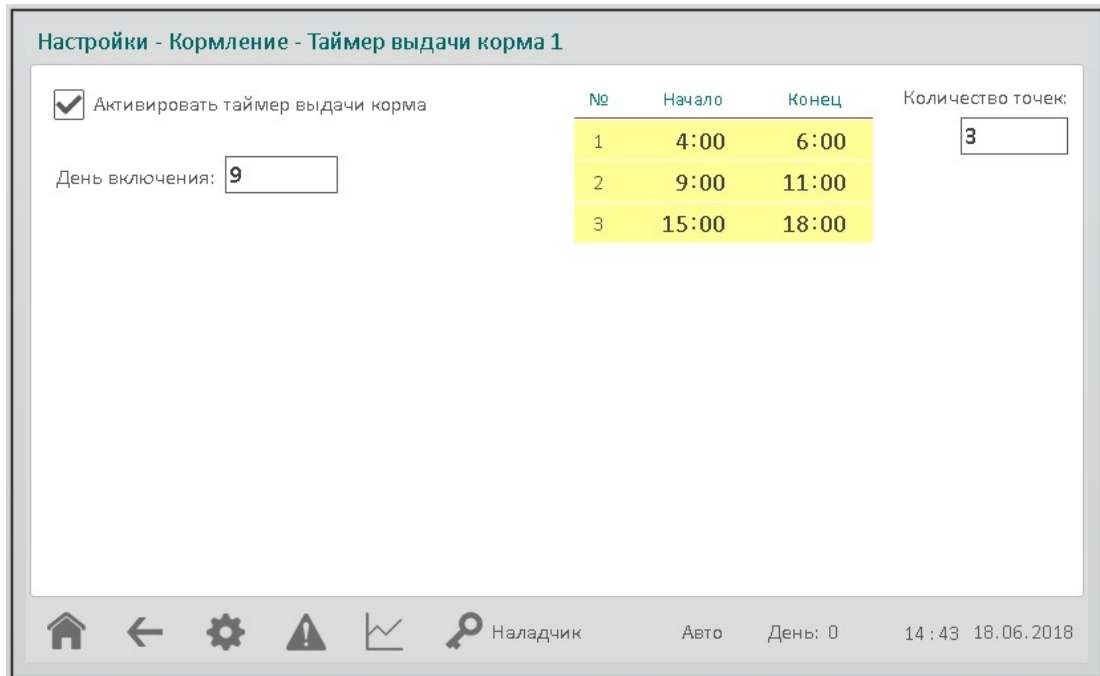 Настройки - Кормление - Таймер выдачи корма 1
Активировать таймер выдачи корма
День включения: 9
№ Начало Конец
1 4:00 6:00
2 9:00 11:00
3 15:00 18:00
Количество точек:
3
Наладчик Авто День: 0 14:43 18.06.2018